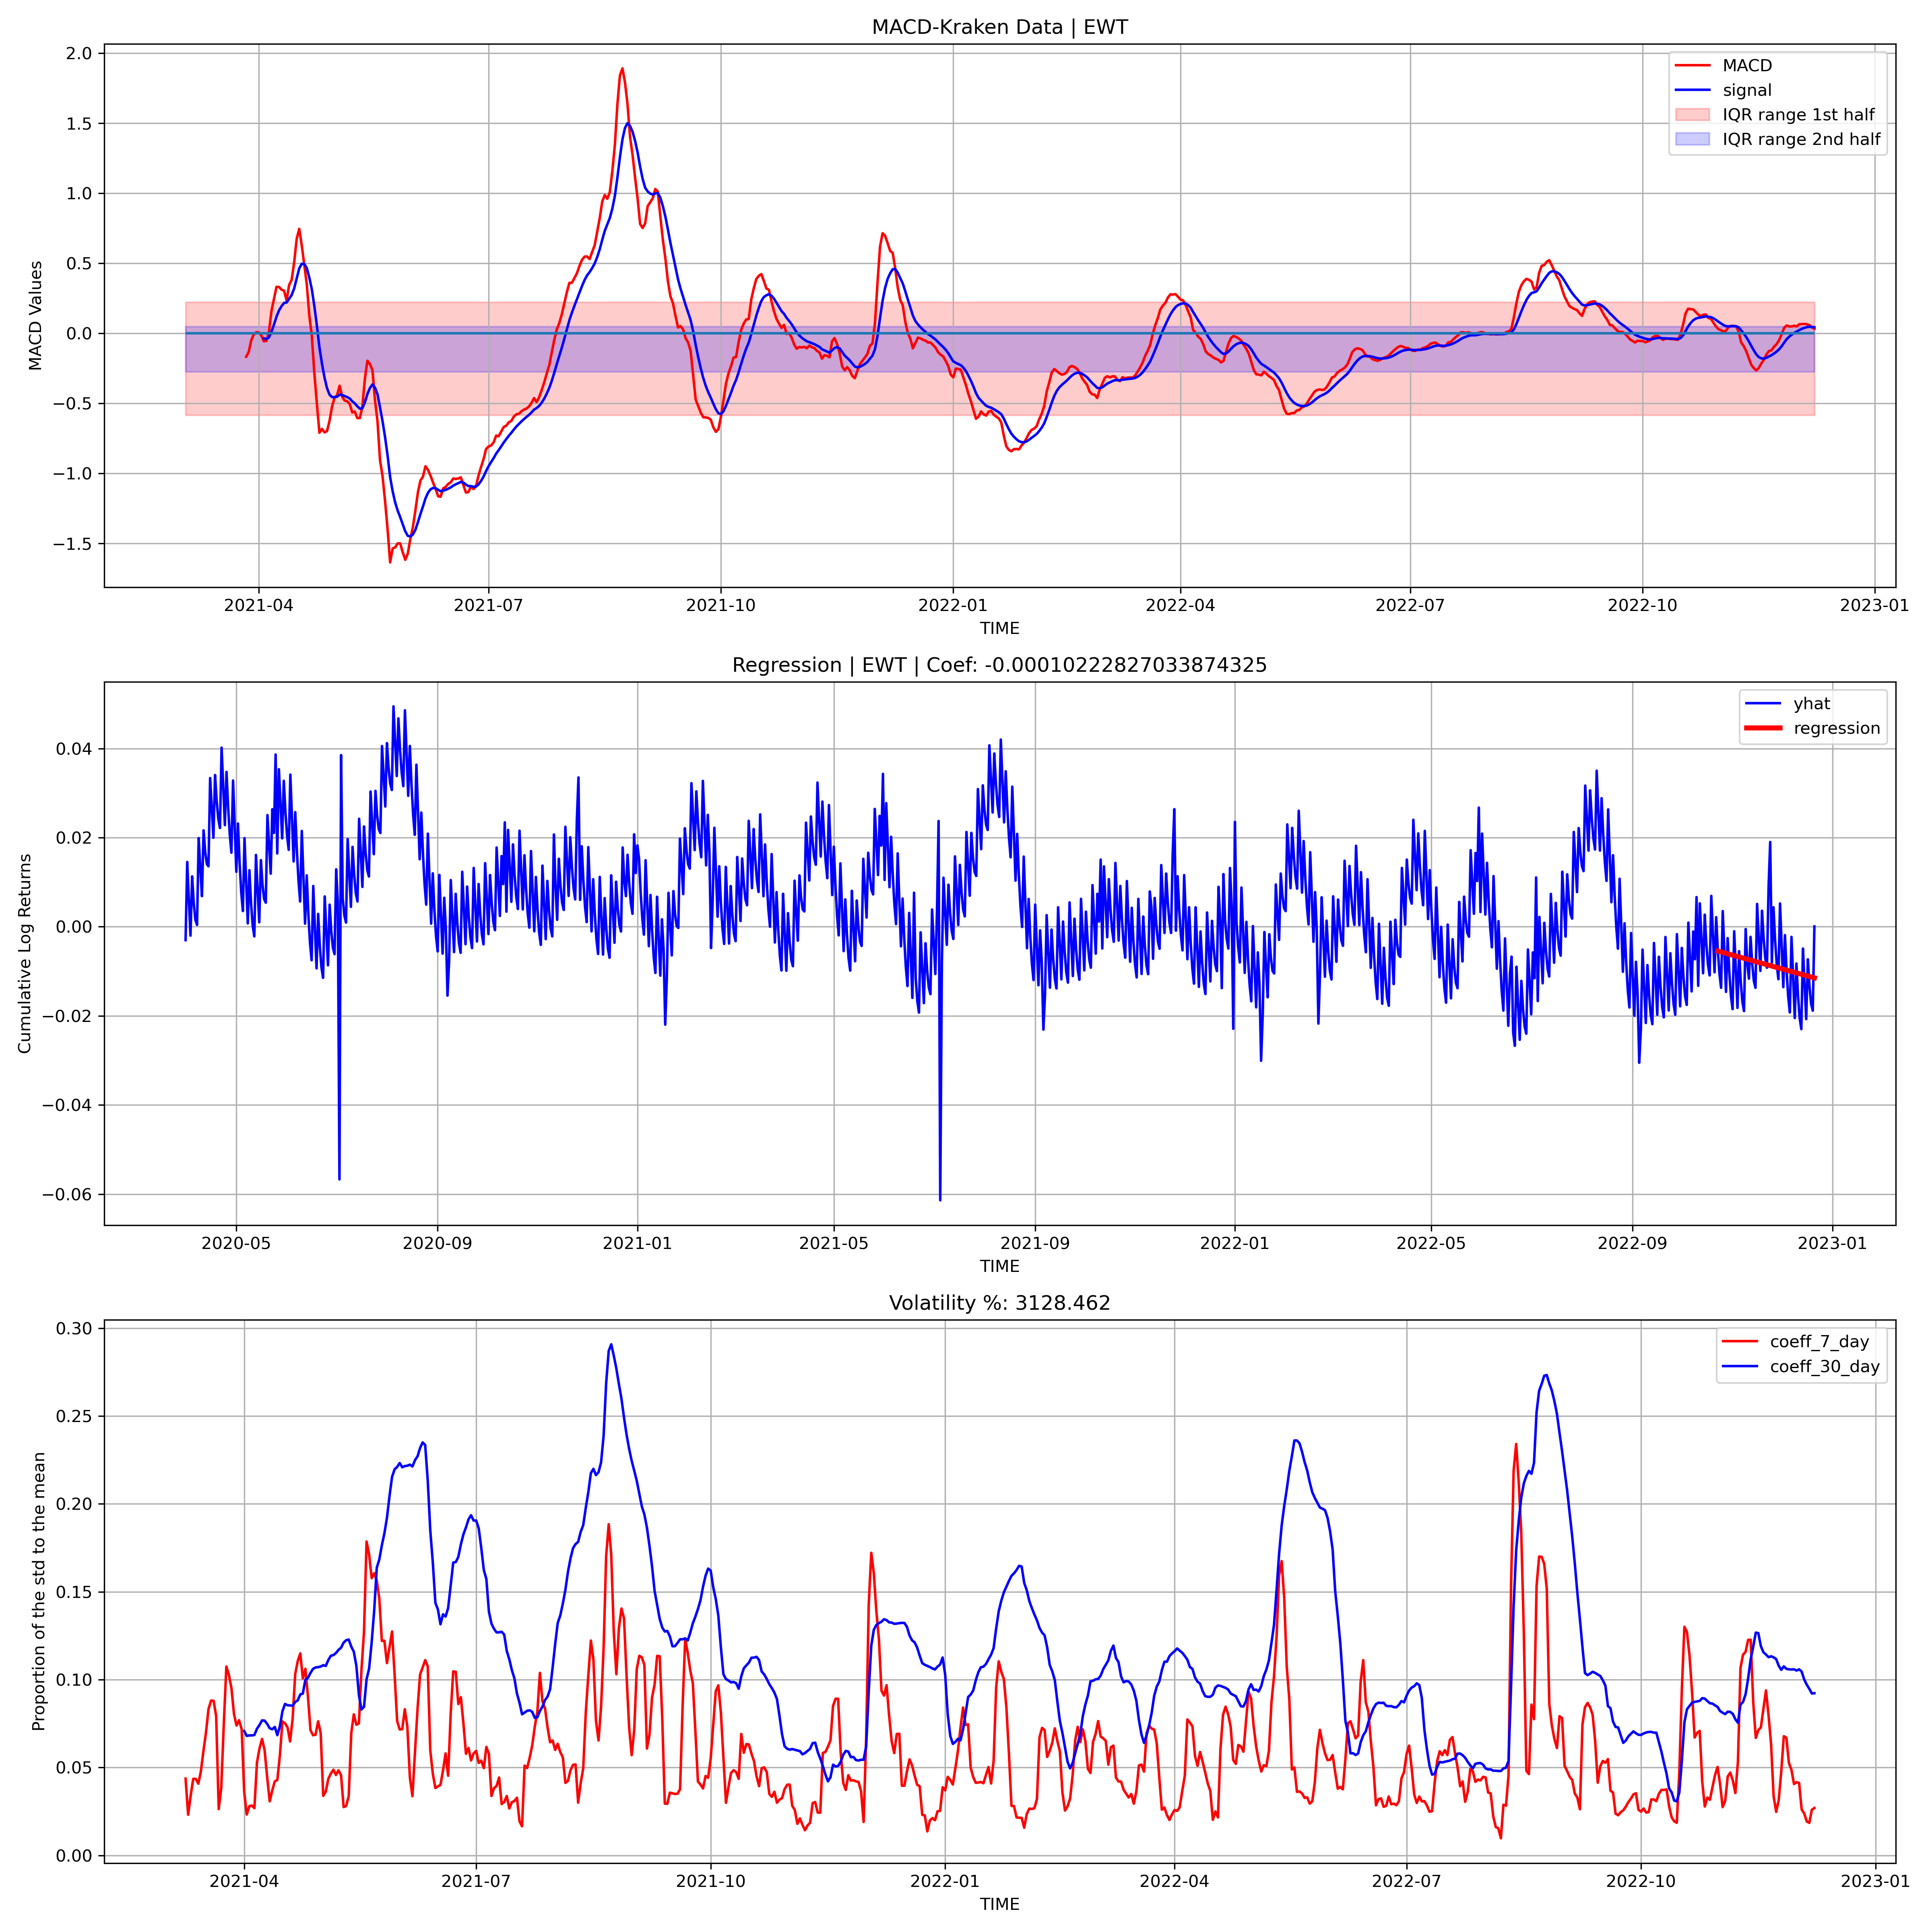 MACD-Kraken Data | EWT
MACD Values
2.0
1.5
1.0
0.5
0.0
−0.5
−1.0
−1.5
MACD
signal
IQR range 1st half
IQR range 2nd half
2021-04 2021-07 2021-10 2022-01 2022-04 2022-07 2022-10 2023-01
TIME
Regression | EWT | Coef: -0.00010222827033874325
Cumulative Log Returns
0.04
0.02
0.00
−0.02
−0.04
−0.06
yhat
regression
2020-05 2020-09 2021-01 2021-05 2021-09 2022-01 2022-05 2022-09 2023-01
TIME
Volatility %: 3128.462
Proportion of the std to the mean
0.30
0.25
0.20
0.15
0.10
0.05
0.00
coeff_7_day
coeff_30_day
2021-04 2021-07 2021-10 2022-01 2022-04 2022-07 2022-10 2023-01
TIME